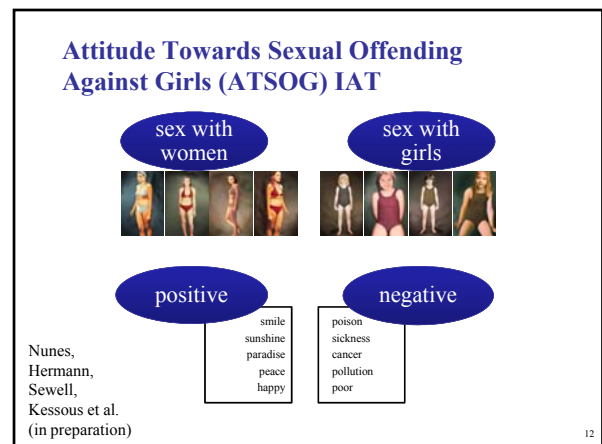 Attitude Towards Sexual Offending
Against Girls (ATSOG) IAT
sex with
women
sex with
girls
positive
negative
smile
sunshine
paradise
peace
happy
poison
sickness
cancer
pollution
poor
Nunes,
Hermann,
Sewell,
Kessous et al.
(in preparation)
12